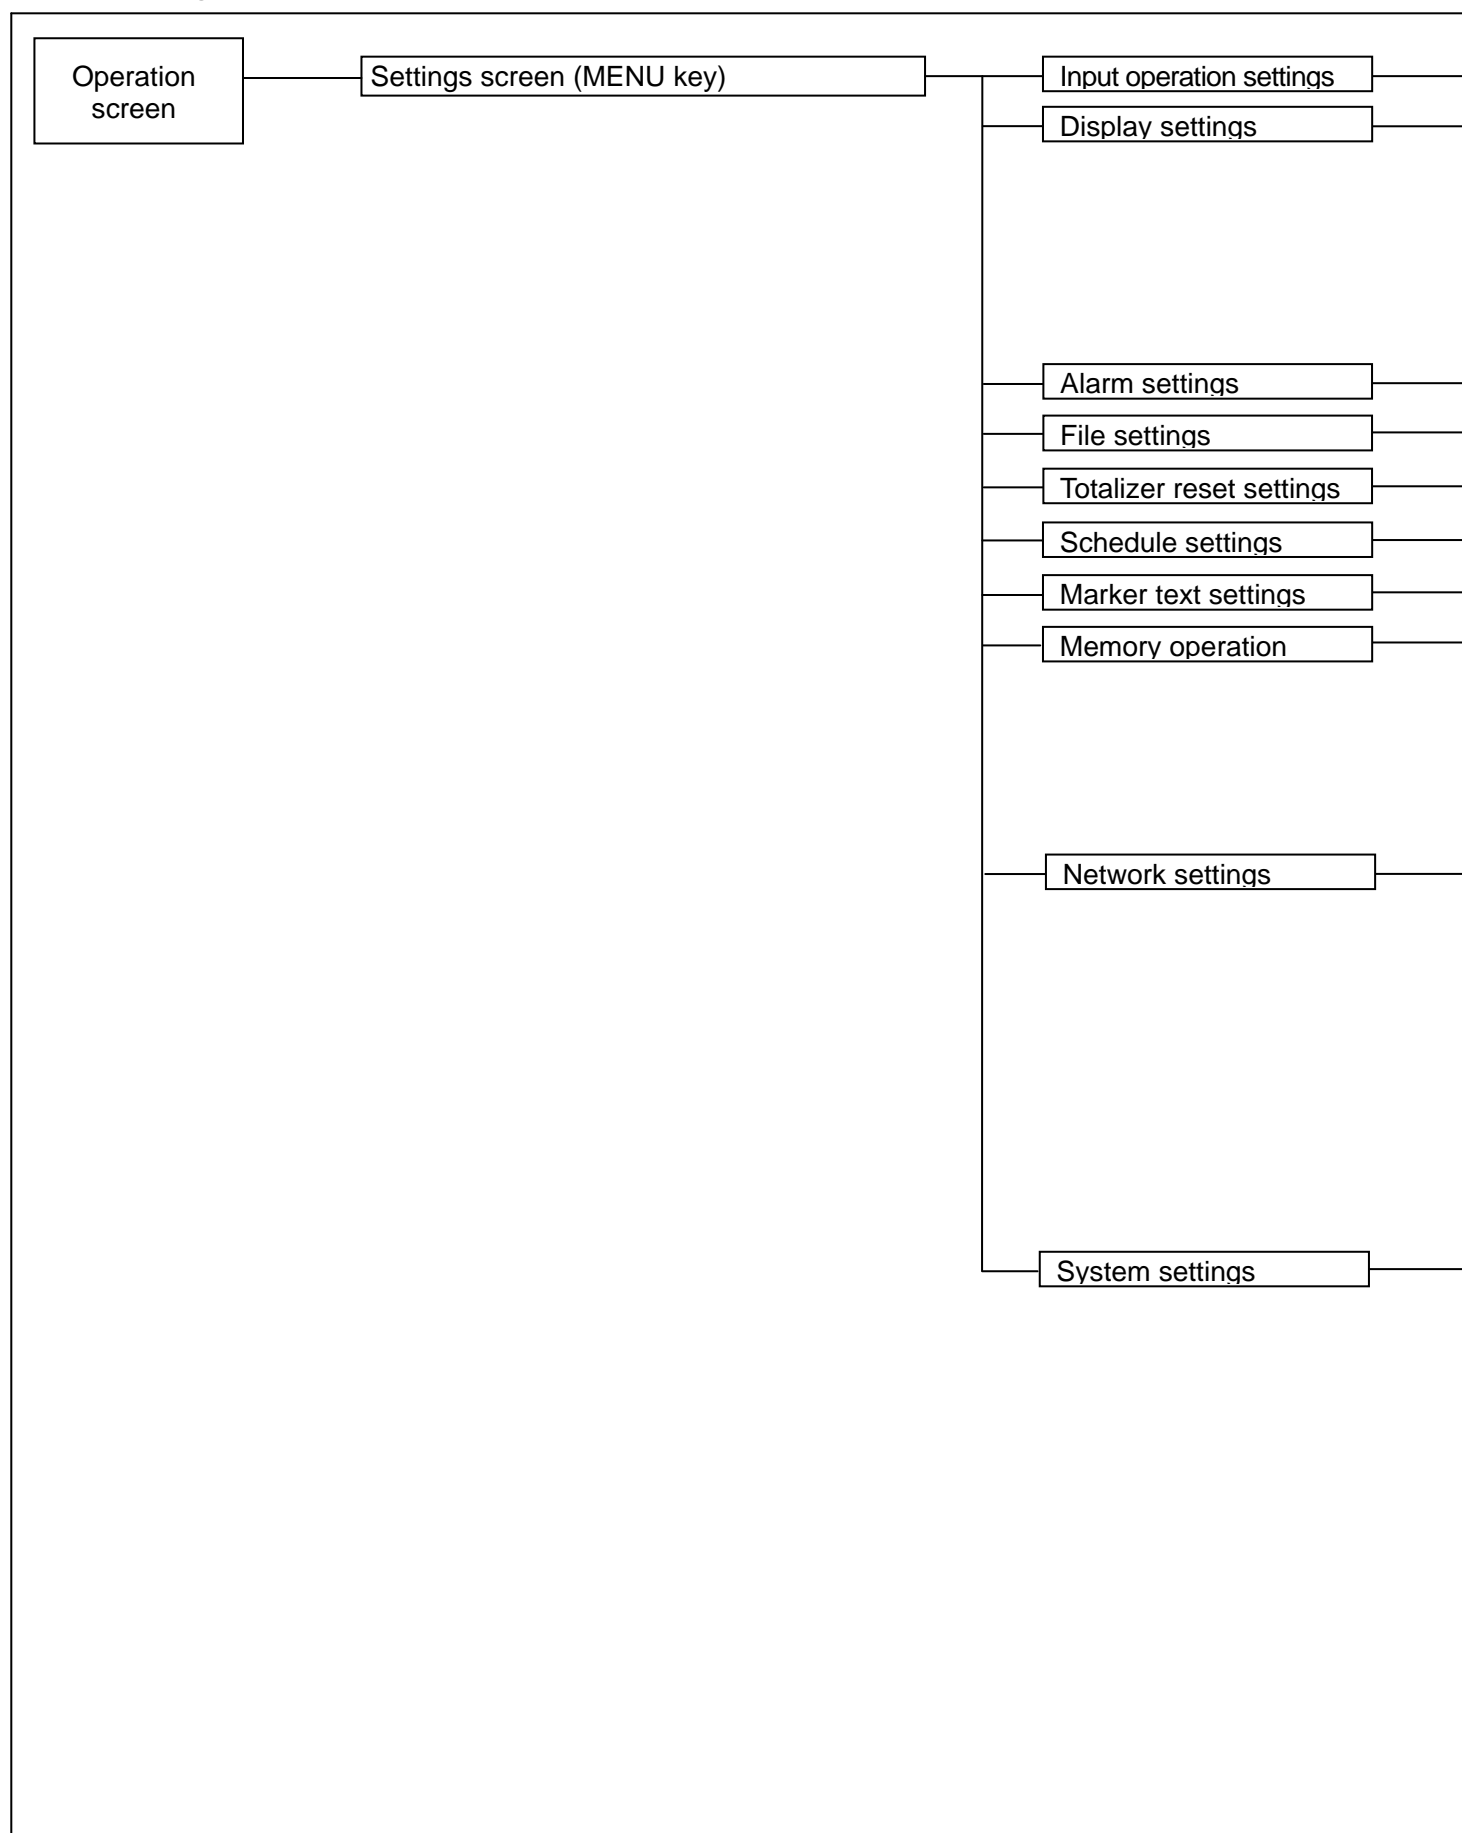 Operation
screen
Settings screen (MENU key)
Input operation settings
Display settings
Alarm settings
File settings
Totalizer reset settings
Schedule settings
Marker text settings
Memory operation
Network settings
System settings